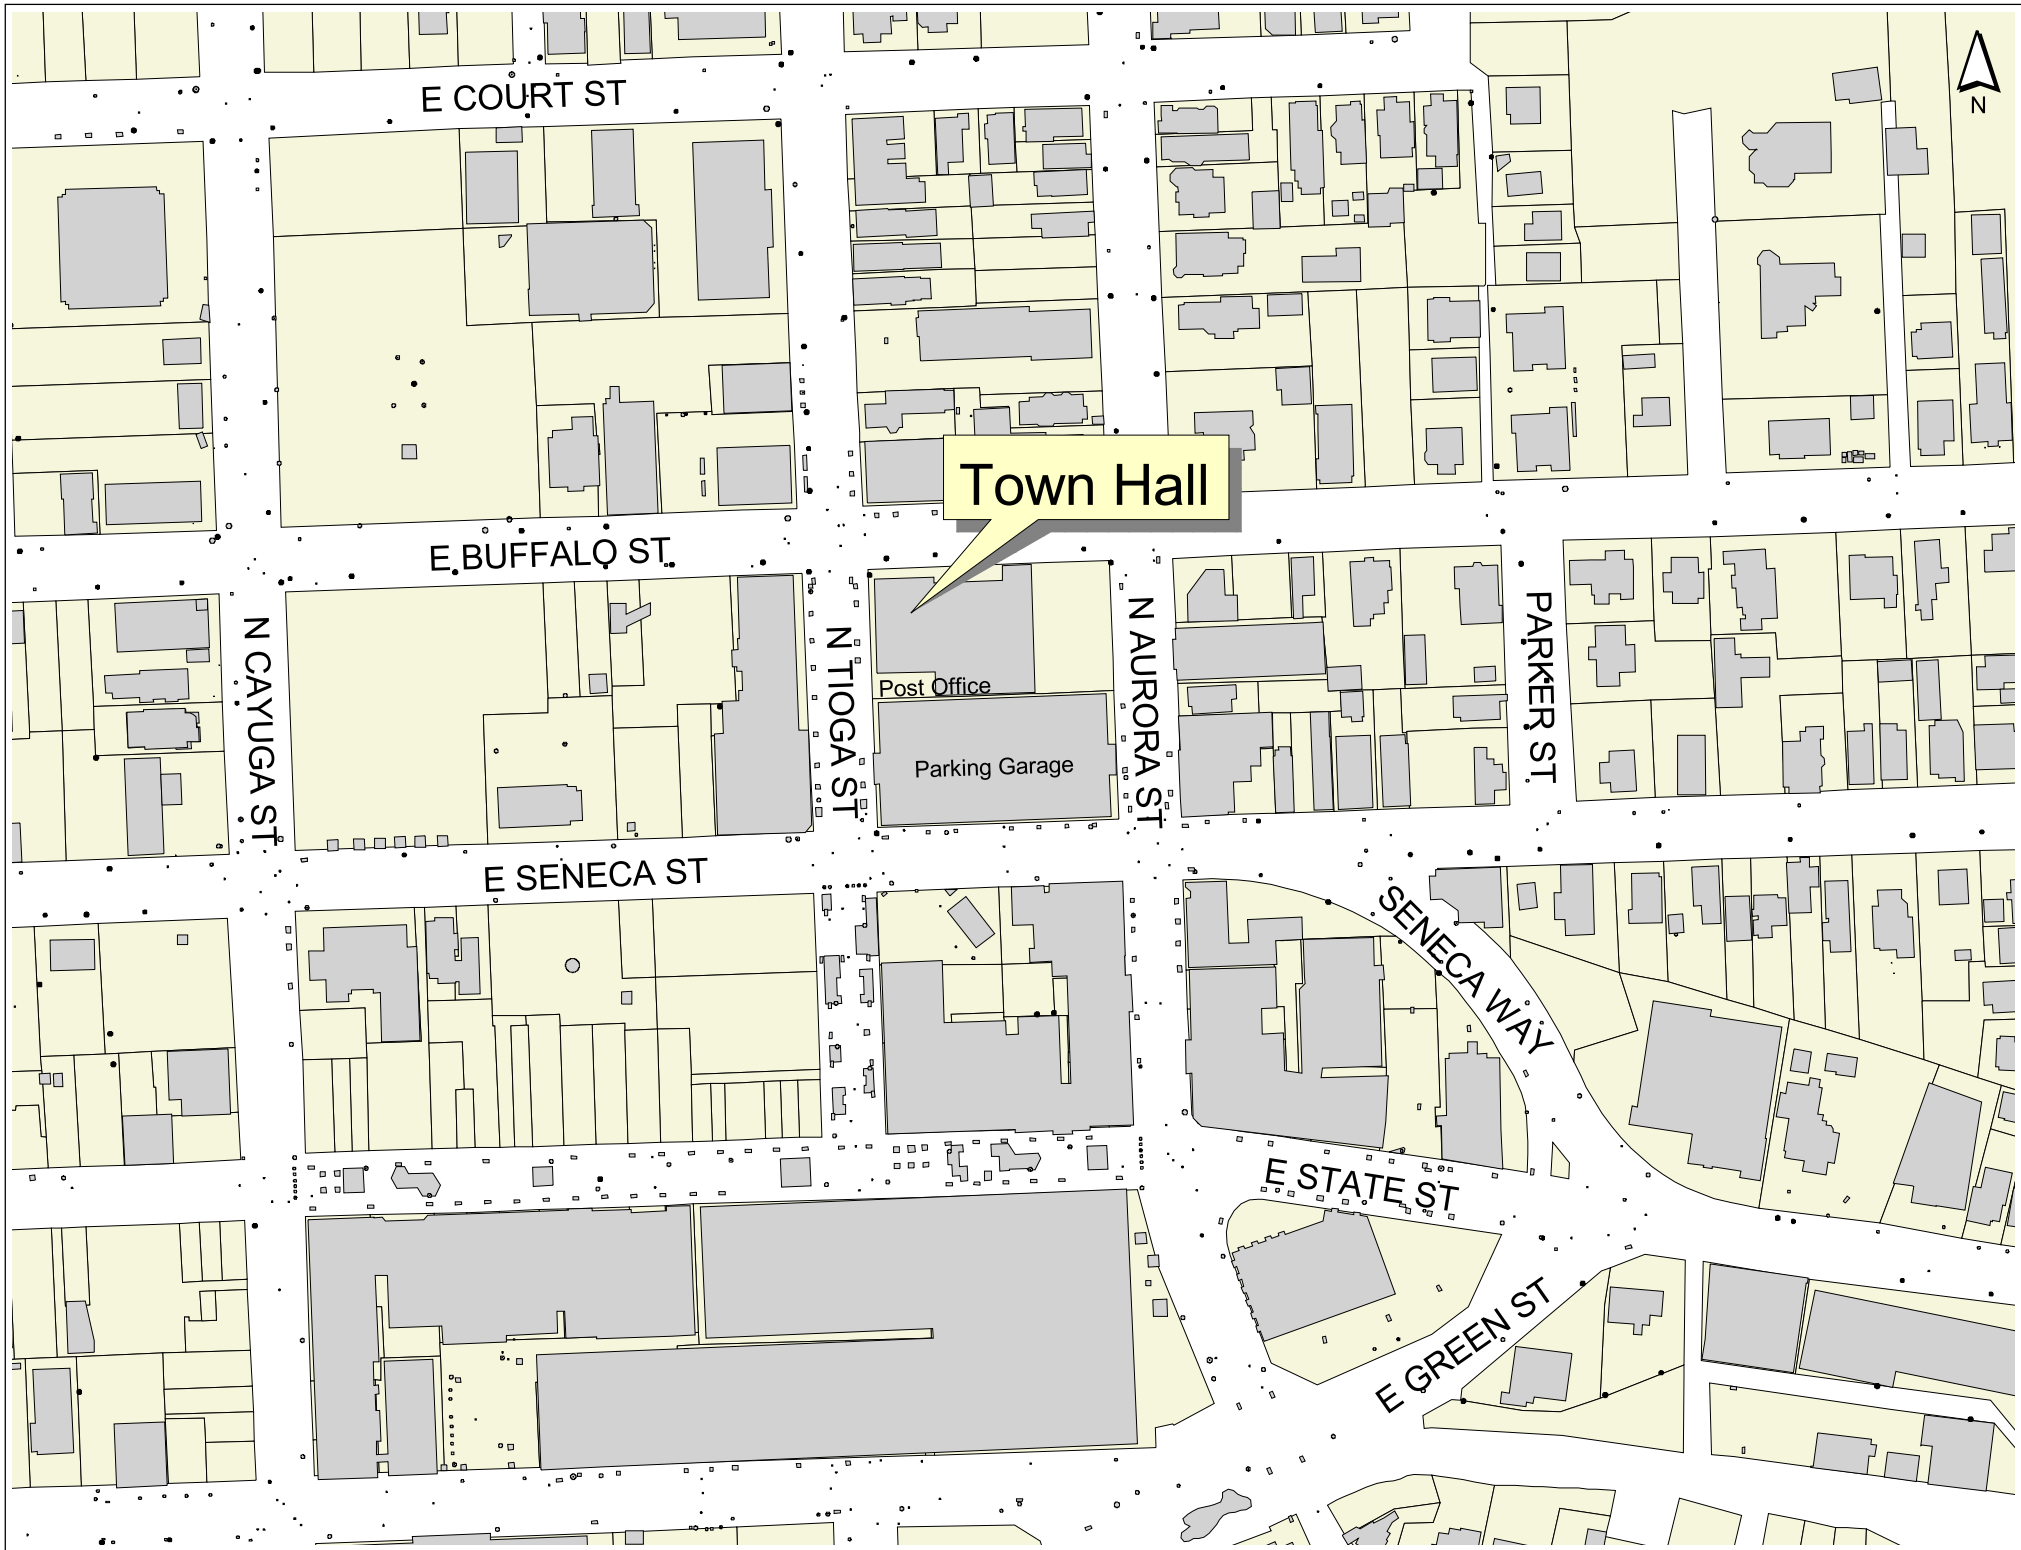 E COURT ST
N
Town Hall
E BUFFALO ST
N CAYUGA ST
N TIOGA ST
N AURORA ST
PARKER ST
Post Office
Parking Garage
E SENECA ST
SENECA WAY
E STATE ST
E GREEN ST